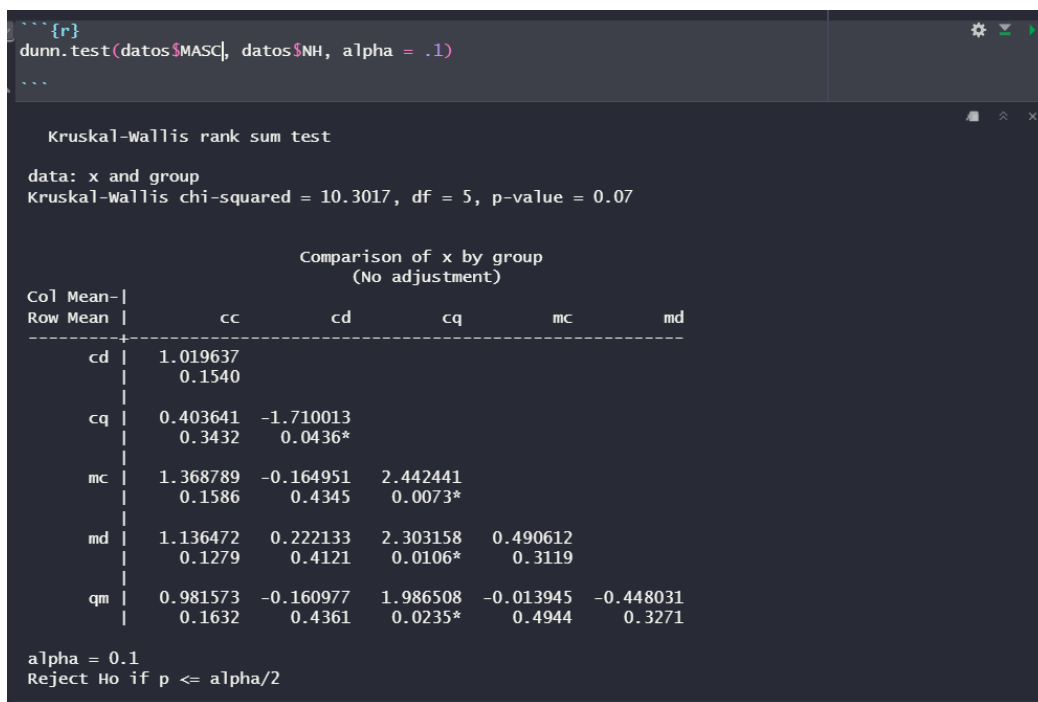 ```{r}
dunn.test(datos$MASC, datos$NH, alpha = .1)
```
Kruskal-Wallis rank sum test
data: x and group
Kruskal-Wallis chi-squared = 10.3017, df = 5, p-value = 0.07
Comparison of x by group
(No adjustment)
Col Mean-|
Row Mean |         cc         cd         cq         mc         md
---------+-------------------------------------------------------
      cd |   1.019637
         |     0.1540
         |
      cq |   0.403641  -1.710013
         |     0.3432    0.0436*
         |
      mc |   1.368789  -0.164951   2.442441
         |     0.1586     0.4345    0.0073*
         |
      md |   1.136472   0.222133   2.303158   0.490612
         |     0.1279     0.4121    0.0106*     0.3119
         |
      qm |   0.981573  -0.160977   1.986508  -0.013945  -0.448031
         |     0.1632     0.4361    0.0235*     0.4944     0.3271
alpha = 0.1
Reject Ho if p <= alpha/2